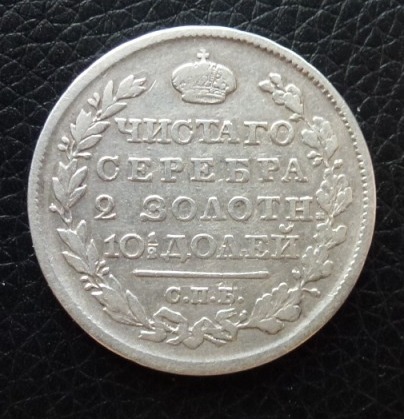 ЧИСТАГО
СЕРЕБРА
2 ЗОЛОТН.
10½ ДОЛЕЙ
С.П.Б.